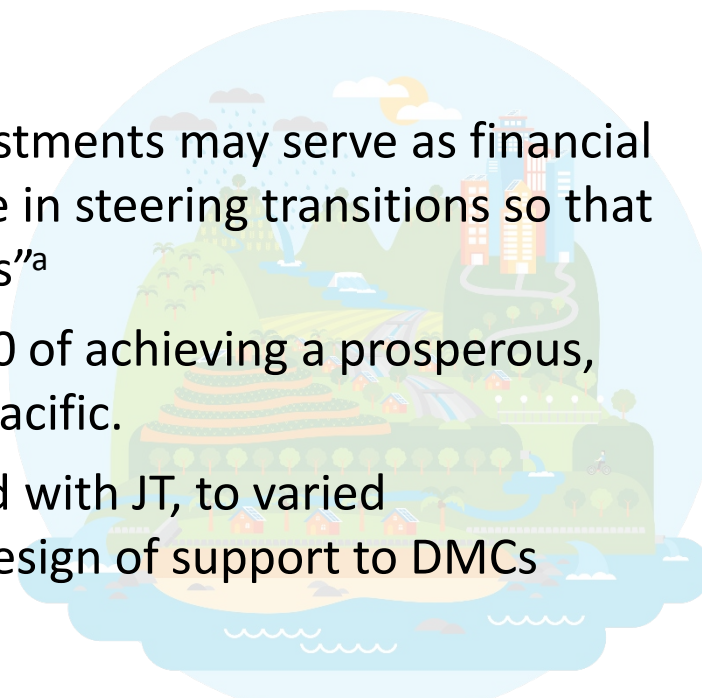 stments may serve as financial
e in steering transitions so that
s”ᵃ
0 of achieving a prosperous,
acific.
d with JT, to varied
esign of support to DMCs